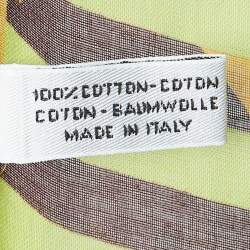 100% COTTON-COTON
COTON - BAUMWOLLE
MADE IN ITALY